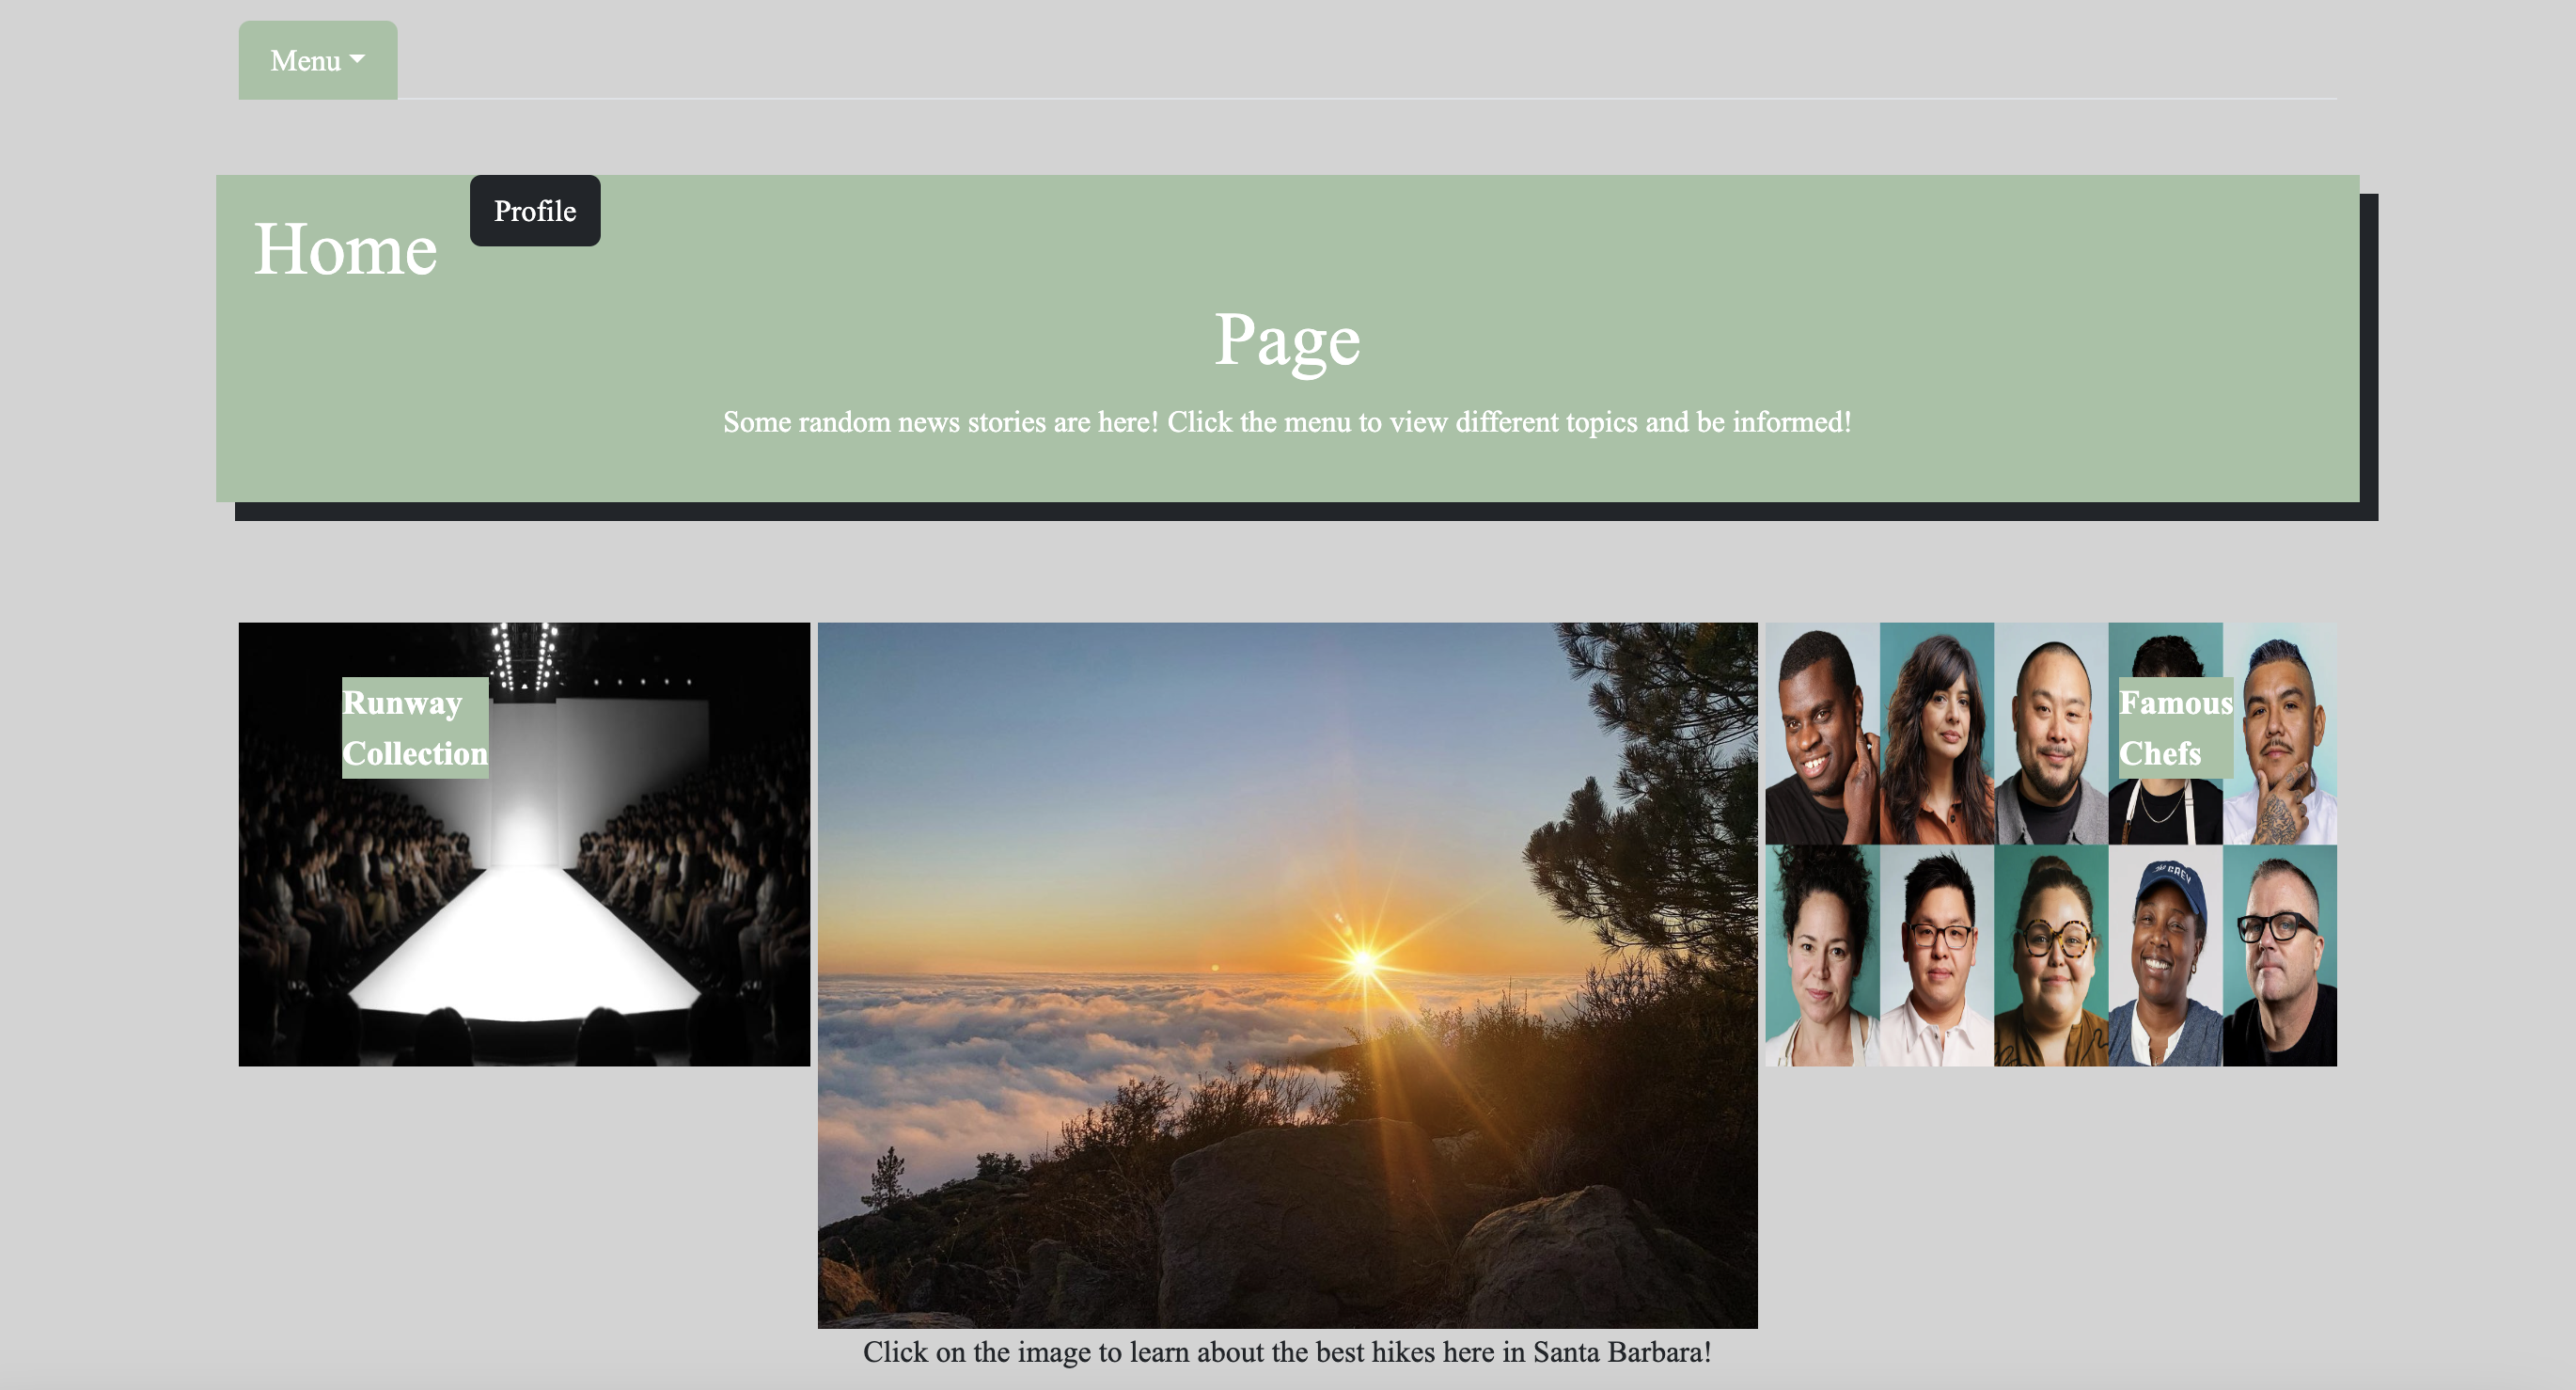 Menu
Profile
Home
Page
Some random news stories are here! Click the menu to view different topics and be informed!
Runway
Collection
Famous
Chefs
THE GREY
Click on the image to learn about the best hikes here in Santa Barbara!